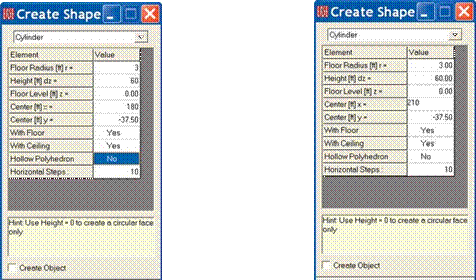 Create Shape
Cylinder
Element Value
Floor Radius [ft] r = 3
Height [ft] dz = 60
Floor Level [ft] z = 0.00
Center [ft] x = 180
Center [ft] y = -37.50
With Floor Yes
With Ceiling Yes
Hollow Polyhedron No
Horizontal Steps : 10
Hint: Use Height = 0 to create a circular face
only
Create Object
Create Shape
Cylinder
Element Value
Floor Radius [ft] r = 3.00
Height [ft] dz = 60.00
Floor Level [ft] z = 0.00
Center [ft] x = 210
Center [ft] y = -37.50
With Floor Yes
With Ceiling Yes
Hollow Polyhedron No
Horizontal Steps : 10
Hint: Use Height = 0 to create a circular face
only
Create Object